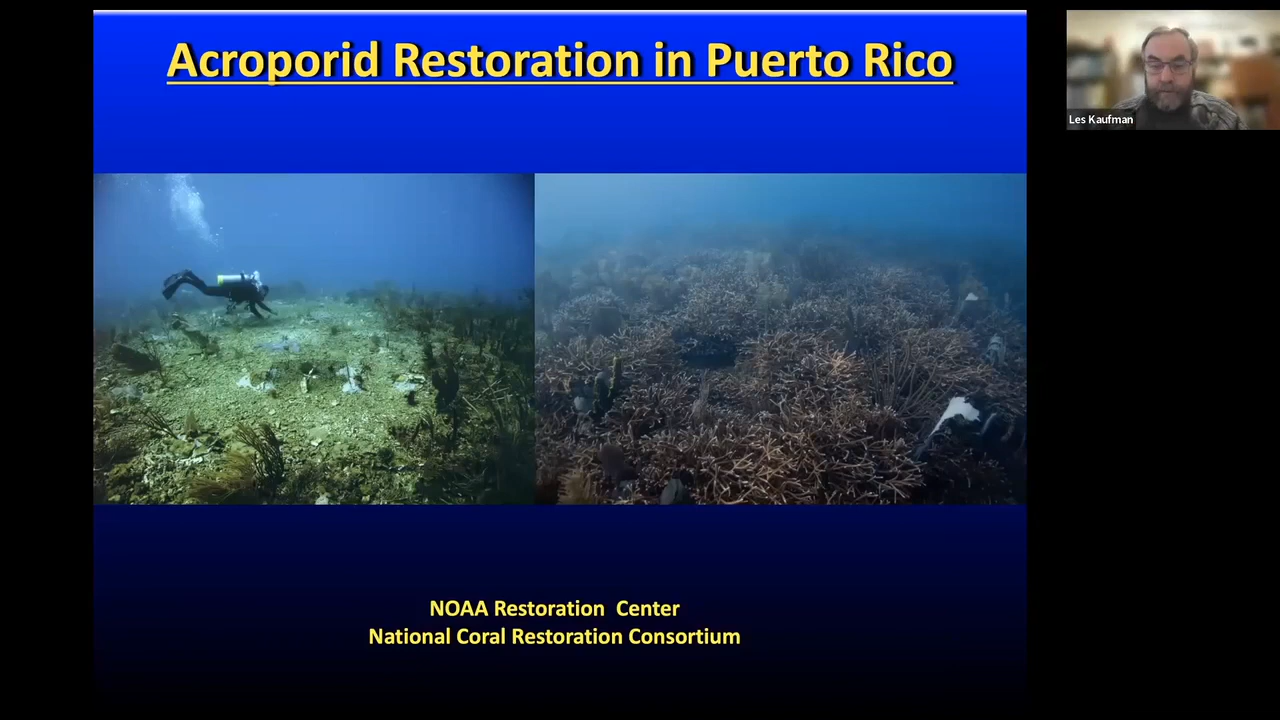 Acroporid Restoration in Puerto Rico
Les Kaufman
NOAA Restoration Center
National Coral Restoration Consortium